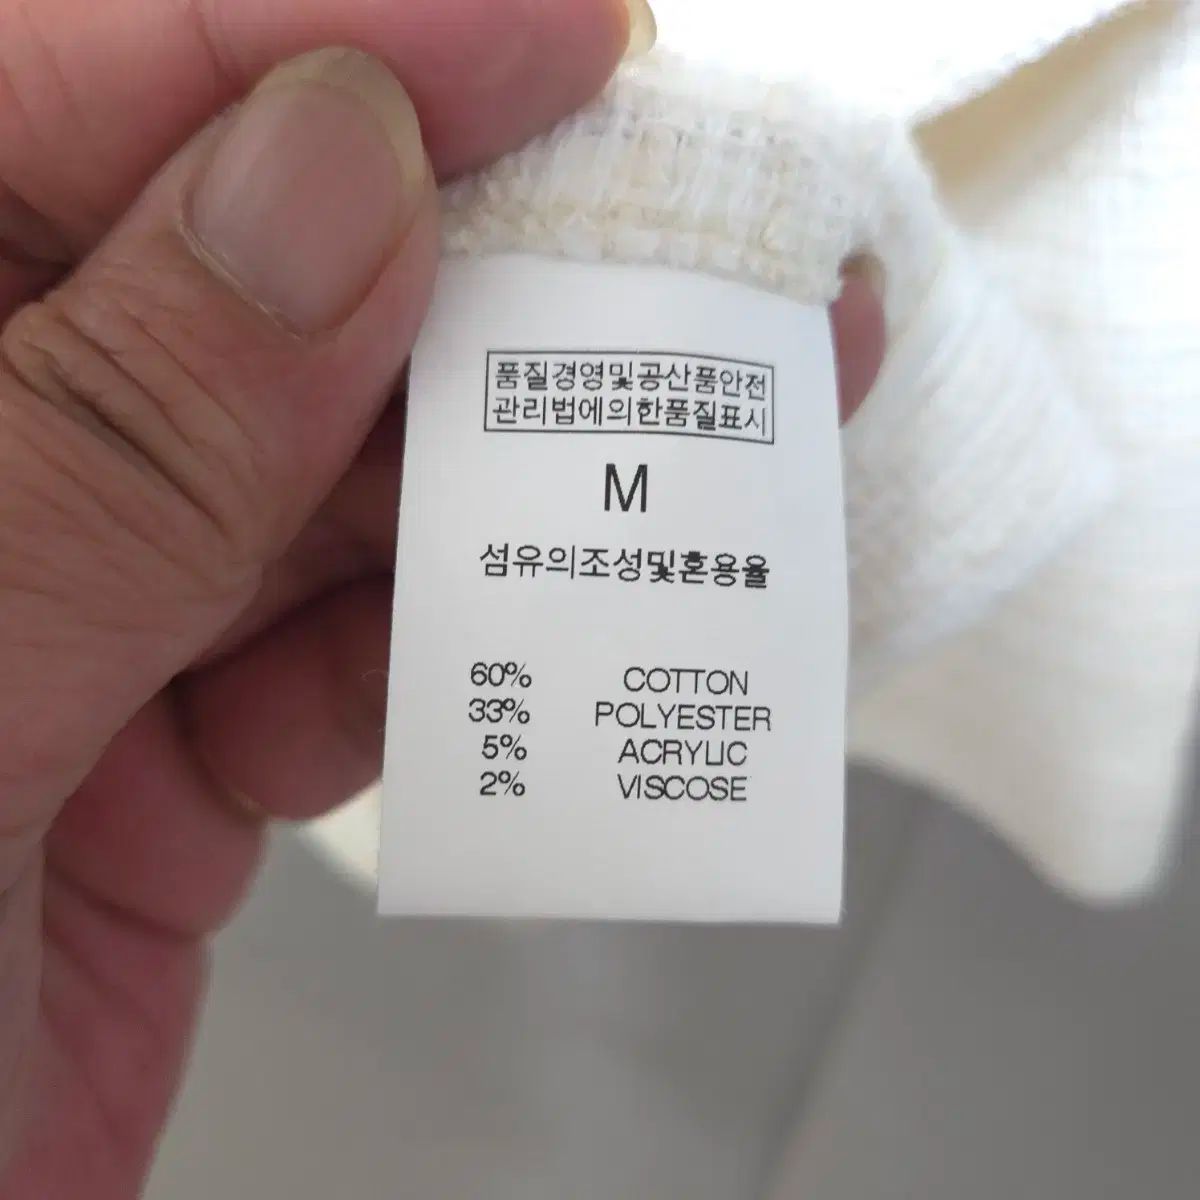 품질경영및공산품안전
관리법에의한품질표시
M
섬유의조성및혼용율
60% COTTON
33% POLYESTER
5% ACRYLIC
2% VISCOSE